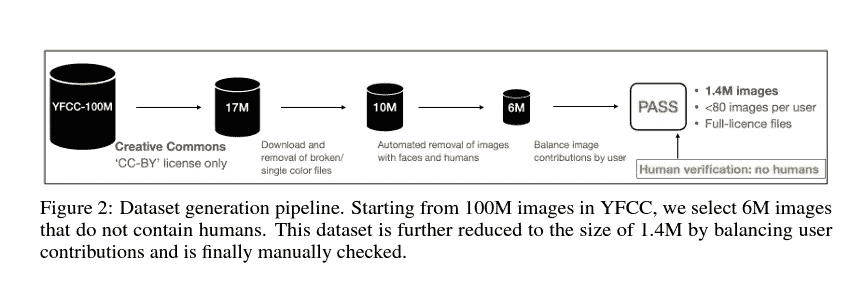 YFCC-100M
17M
10M
6M
PASS
• 1.4M images
• <80 images per user
• Full-licence files
Creative Commons
'CC-BY' license only
Download and
removal of broken/
single color files
Automated removal of images
with faces and humans
Balance image
contributions by user
Human verification: no humans
Figure 2: Dataset generation pipeline. Starting from 100M images in YFCC, we select 6M images
that do not contain humans. This dataset is further reduced to the size of 1.4M by balancing user
contributions and is finally manually checked.